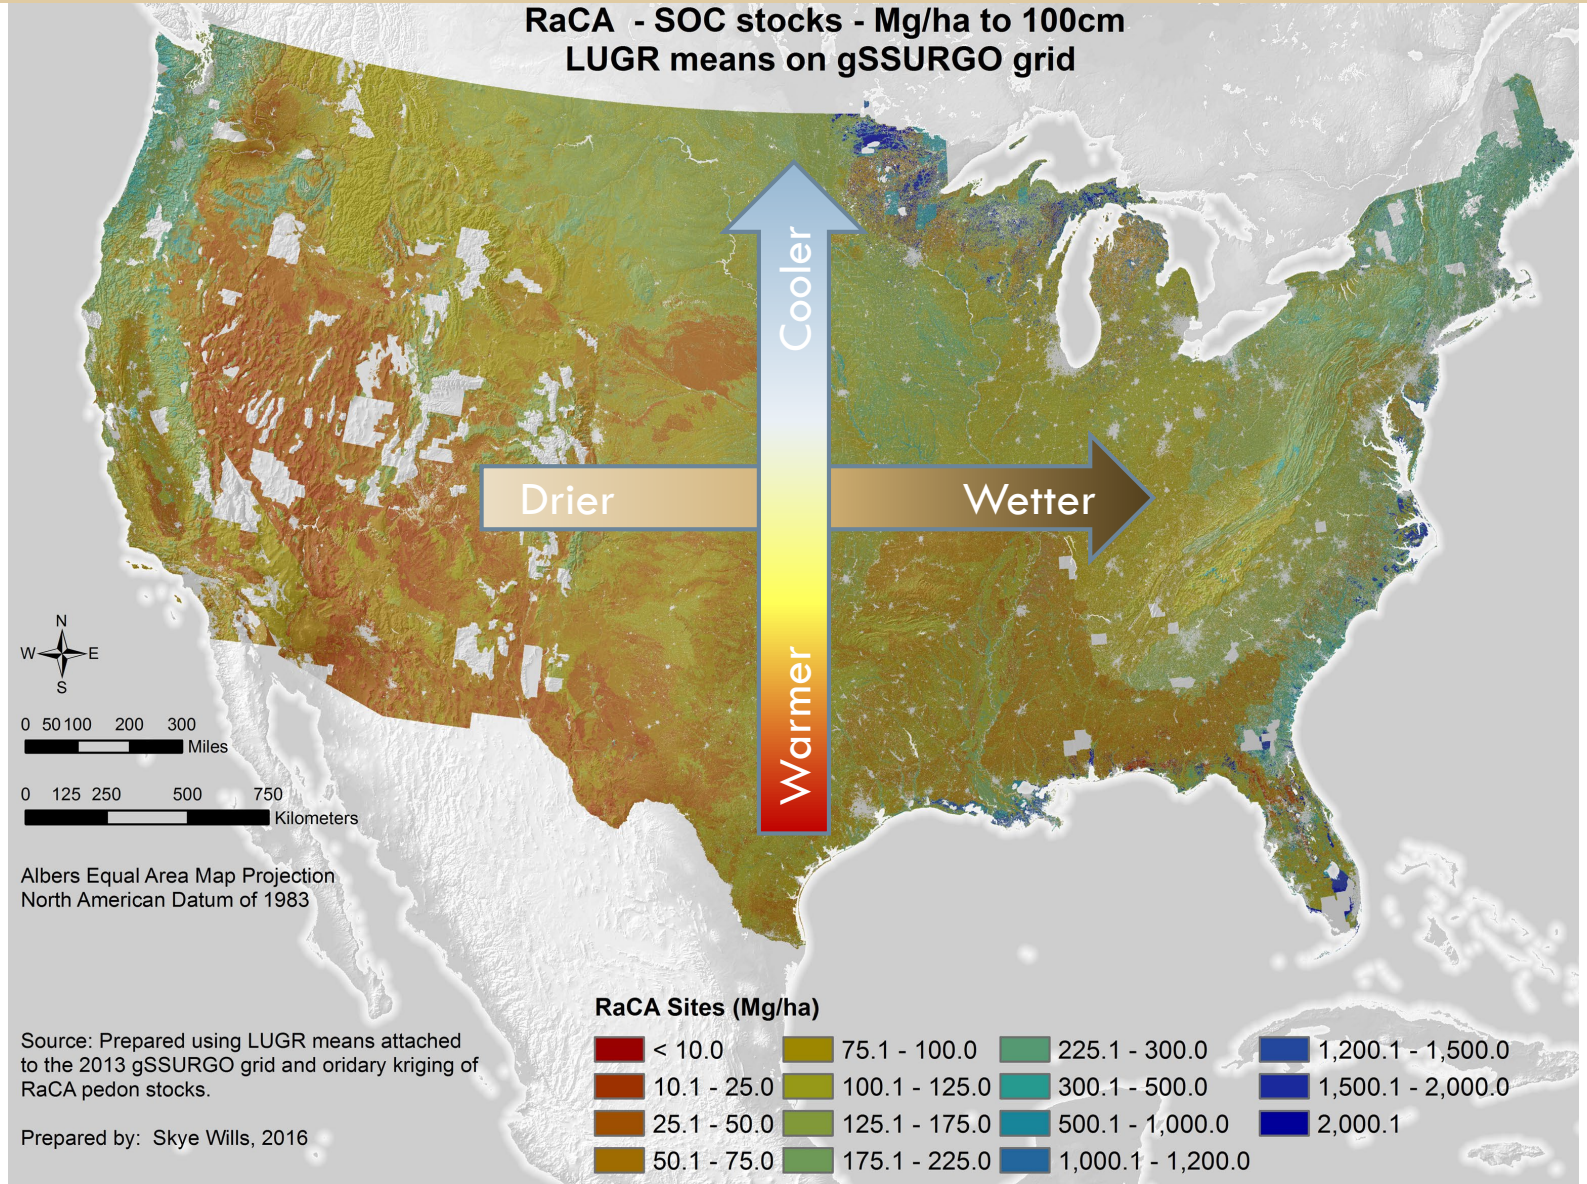 RaCA - SOC stocks - Mg/ha to 100cm
LUGR means on gSSURGO grid
Cooler
Drier
Wetter
Warmer
N
W E
S
0 50 100 200 300
Miles
0 125 250 500 750
Kilometers
Albers Equal Area Map Projection
North American Datum of 1983
Source: Prepared using LUGR means attached
to the 2013 gSSURGO grid and oridary kriging of
RaCA pedon stocks.
Prepared by: Skye Wills, 2016
RaCA Sites (Mg/ha)
< 10.0
10.1 - 25.0
25.1 - 50.0
50.1 - 75.0
75.1 - 100.0
100.1 - 125.0
125.1 - 175.0
175.1 - 225.0
225.1 - 300.0
300.1 - 500.0
500.1 - 1,000.0
1,000.1 - 1,200.0
1,200.1 - 1,500.0
1,500.1 - 2,000.0
2,000.1